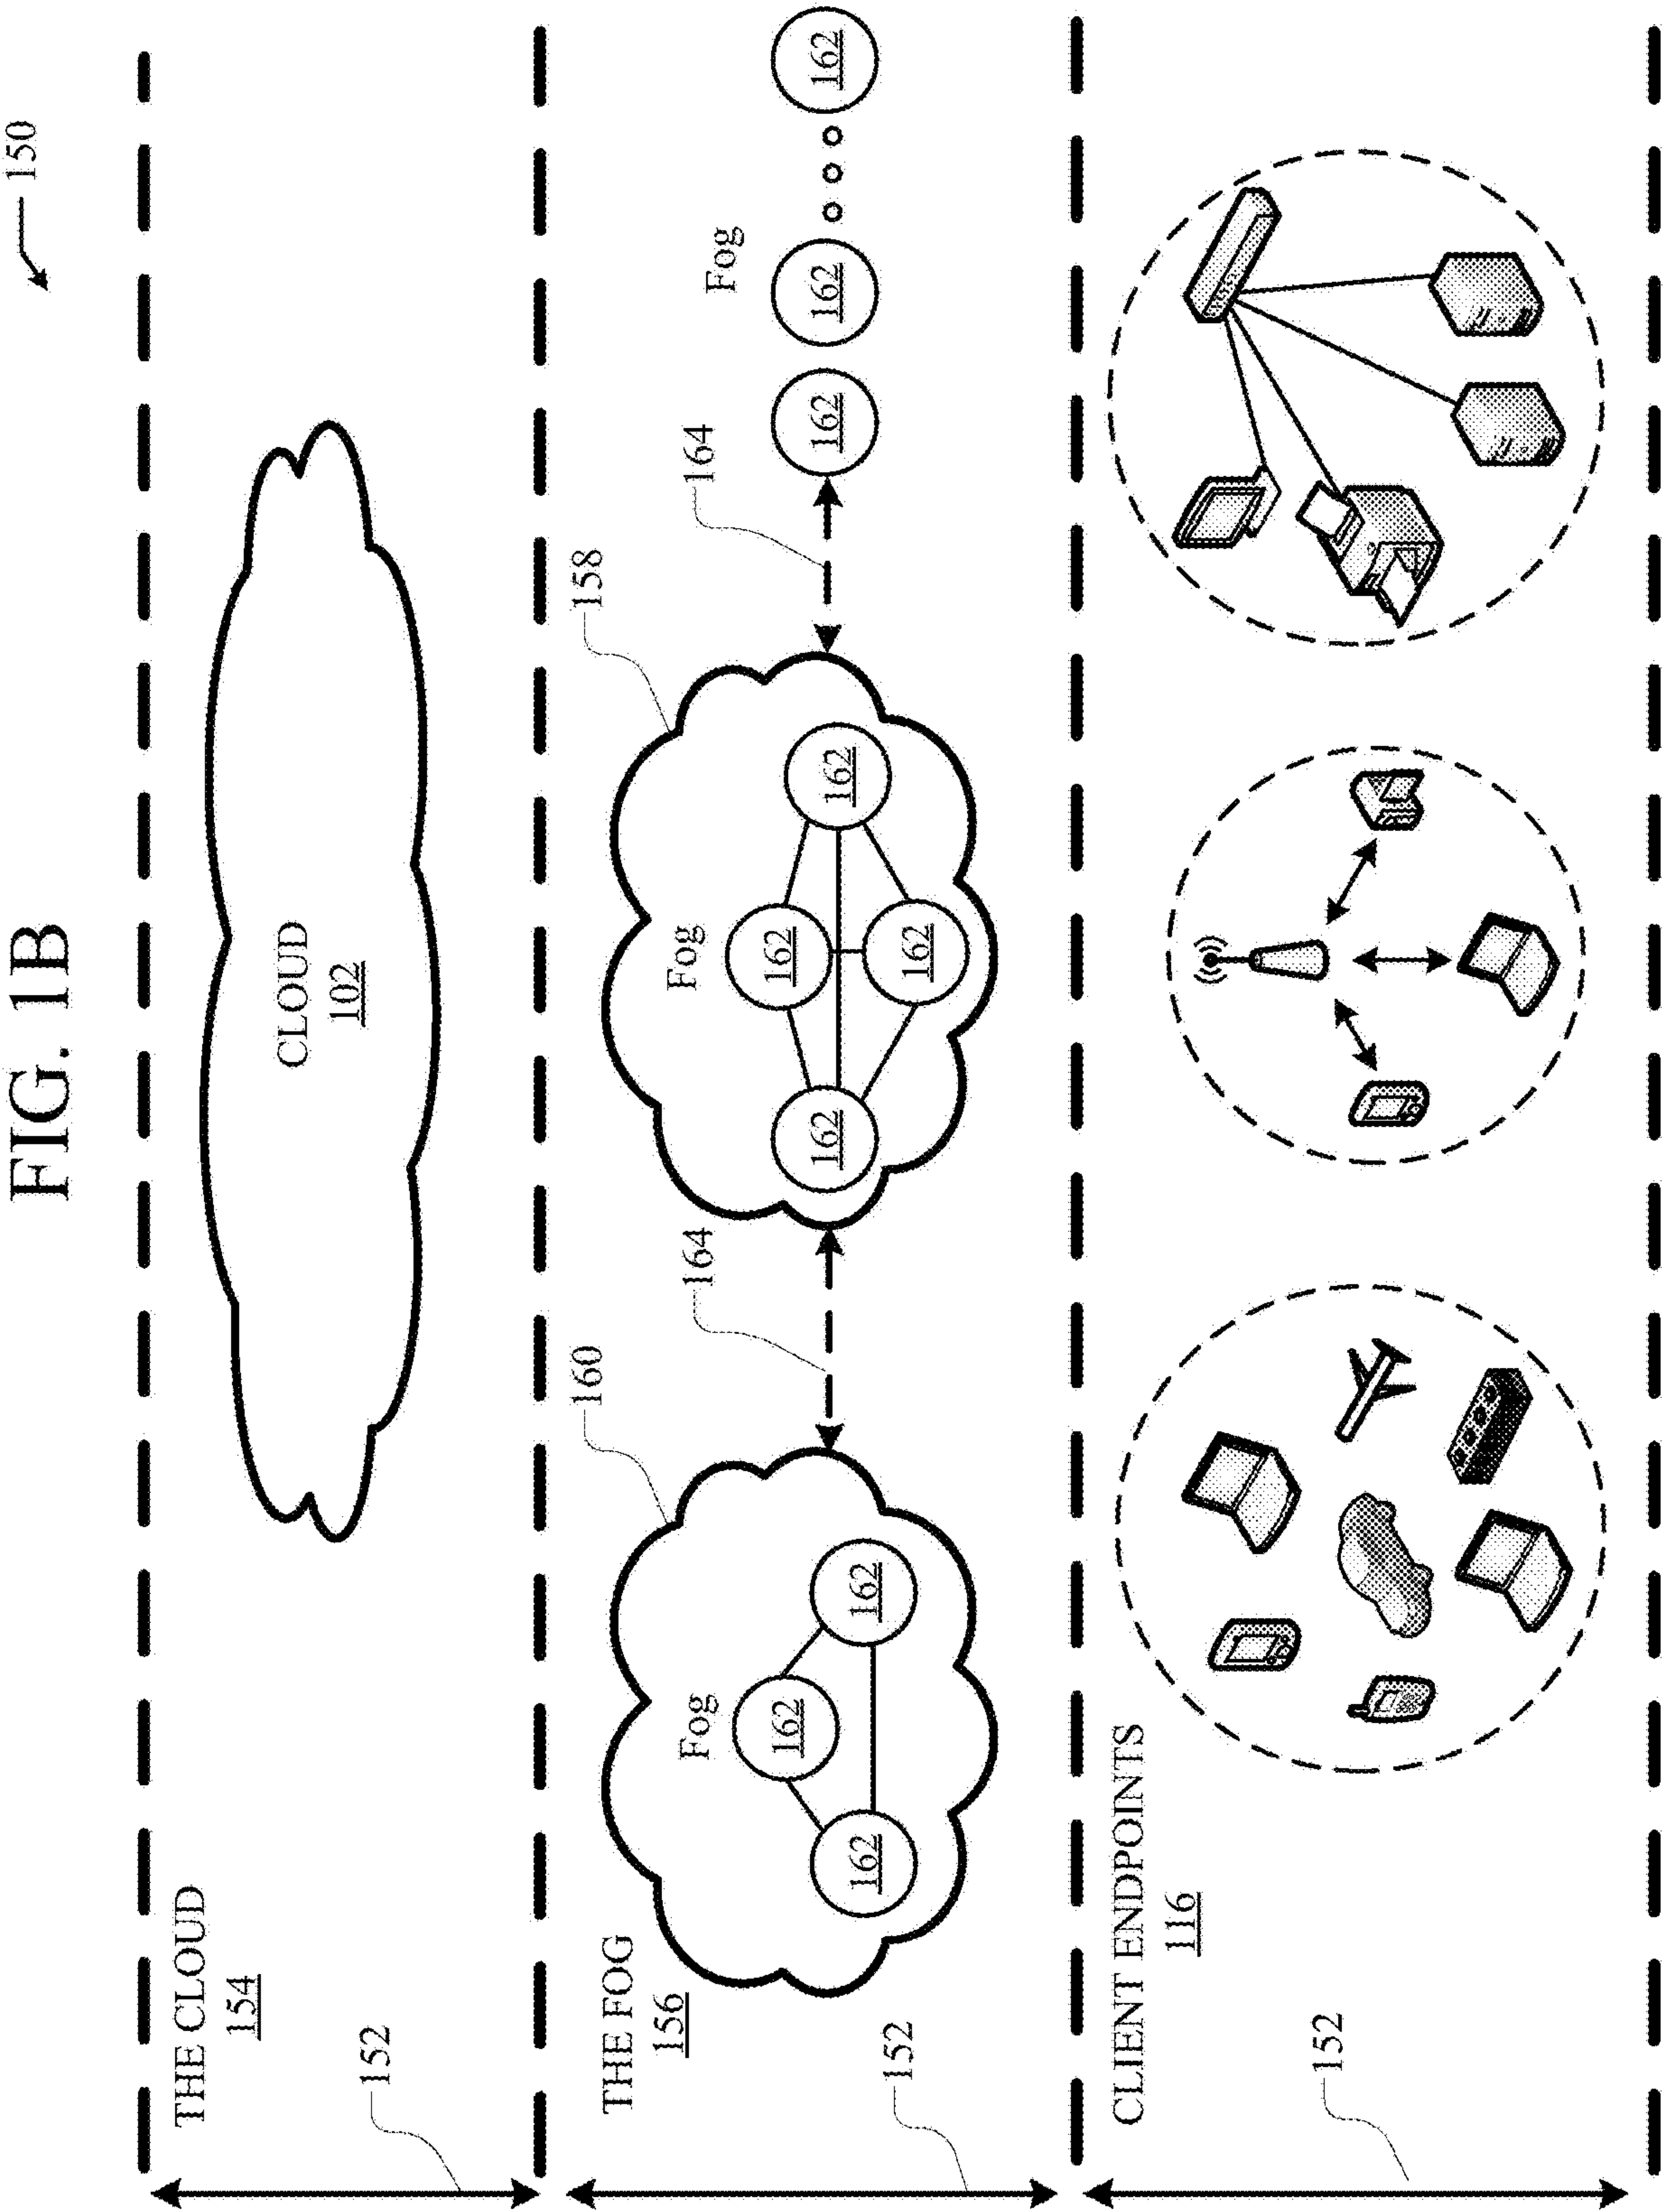 FIG. 1B
150
THE CLOUD
154
CLOUD
102
152
THE FOG
156
160
158
Fog
Fog
Fog
164
164
162
162
162
162
162
162
162
162
162
162
152
CLIENT ENDPOINTS
116
152